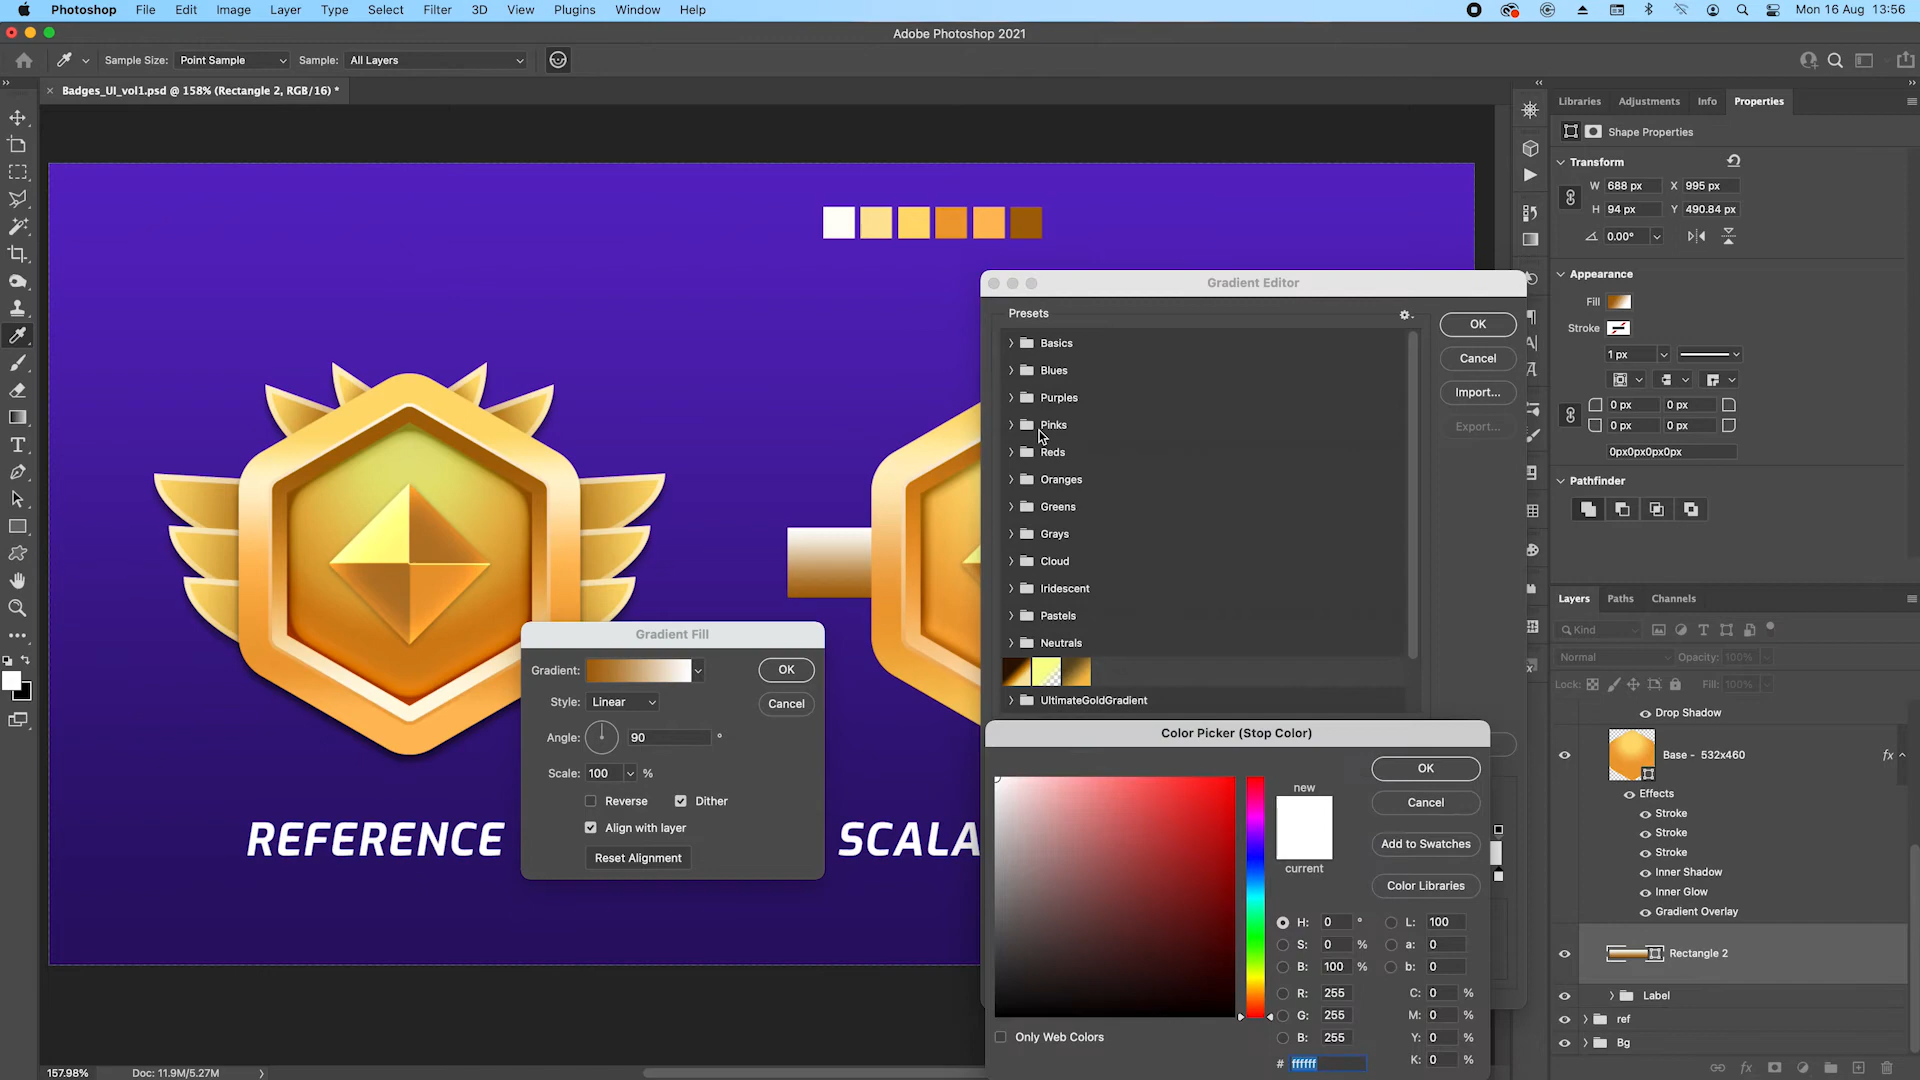 Photoshop File Edit Image Layer Type Select Filter 3D View Plugins Window Help Mon 16 Aug 13:56
Adobe Photoshop 2021
Sample Size: Point Sample Sample: All Layers
Badges_UI_vol1.psd @ 158% (Rectangle 2, RGB/16) *
Libraries Adjustments Info Properties
Shape Properties
Transform
W 688 px X 995 px
H 94 px Y 490.84 px
0.00°
Appearance
Fill
Stroke
1 px
0 px 0 px
0 px 0 px
0px0px0px0px
Pathfinder
Gradient Editor
Presets
Basics
Blues
Purples
Pinks
Reds
Oranges
Greens
Grays
Cloud
Iridescent
Pastels
Neutrals
UltimateGoldGradient
OK
Cancel
Import...
Export...
Gradient Fill
Gradient:
OK
Style: Linear
Cancel
Angle: 90 °
Scale: 100 %
Reverse Dither
Align with layer
Reset Alignment
REFERENCE
SCALA
Color Picker (Stop Color)
new
current
OK
Cancel
Add to Swatches
Color Libraries
H: 0 ° L: 100
S: 0 % a: 0
B: 100 % b: 0
R: 255 C: 0 %
G: 255 M: 0 %
B: 255 Y: 0 %
# ffffff K: 0 %
Only Web Colors
Layers Paths Channels
Kind
Normal Opacity: 100%
Lock: Fill: 100%
Drop Shadow
Base - 532x460 fx
Effects
Stroke
Stroke
Stroke
Inner Shadow
Inner Glow
Gradient Overlay
Rectangle 2
Label
ref
Bg
157.98% Doc: 11.9M/5.27M